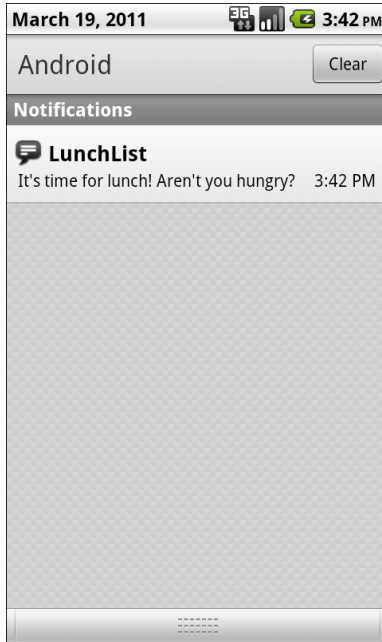 March 19, 2011 3G 3:42 PM
Android Clear
Notifications
LunchList
It's time for lunch! Aren't you hungry? 3:42 PM